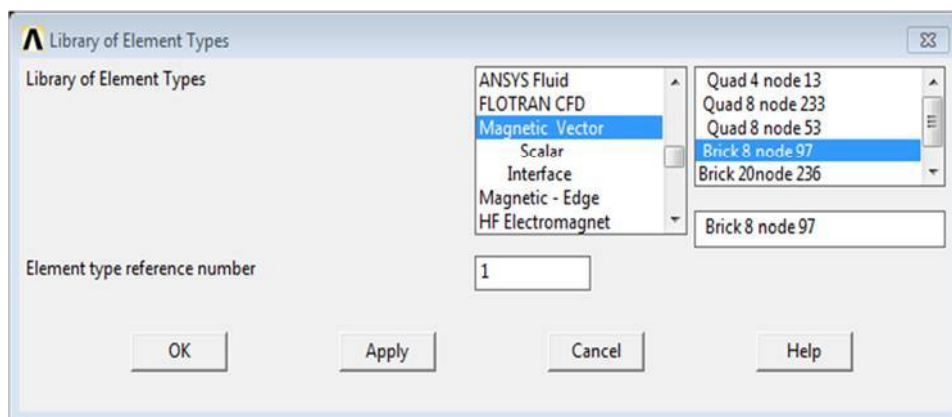 Library of Element Types
Library of Element Types
ANSYS Fluid
FLOTRAN CFD
Magnetic Vector
Scalar
Interface
Magnetic - Edge
HF Electromagnet
Quad 4 node 13
Quad 8 node 233
Quad 8 node 53
Brick 8 node 97
Brick 20node 236
Brick 8 node 97
Element type reference number
1
OK
Apply
Cancel
Help